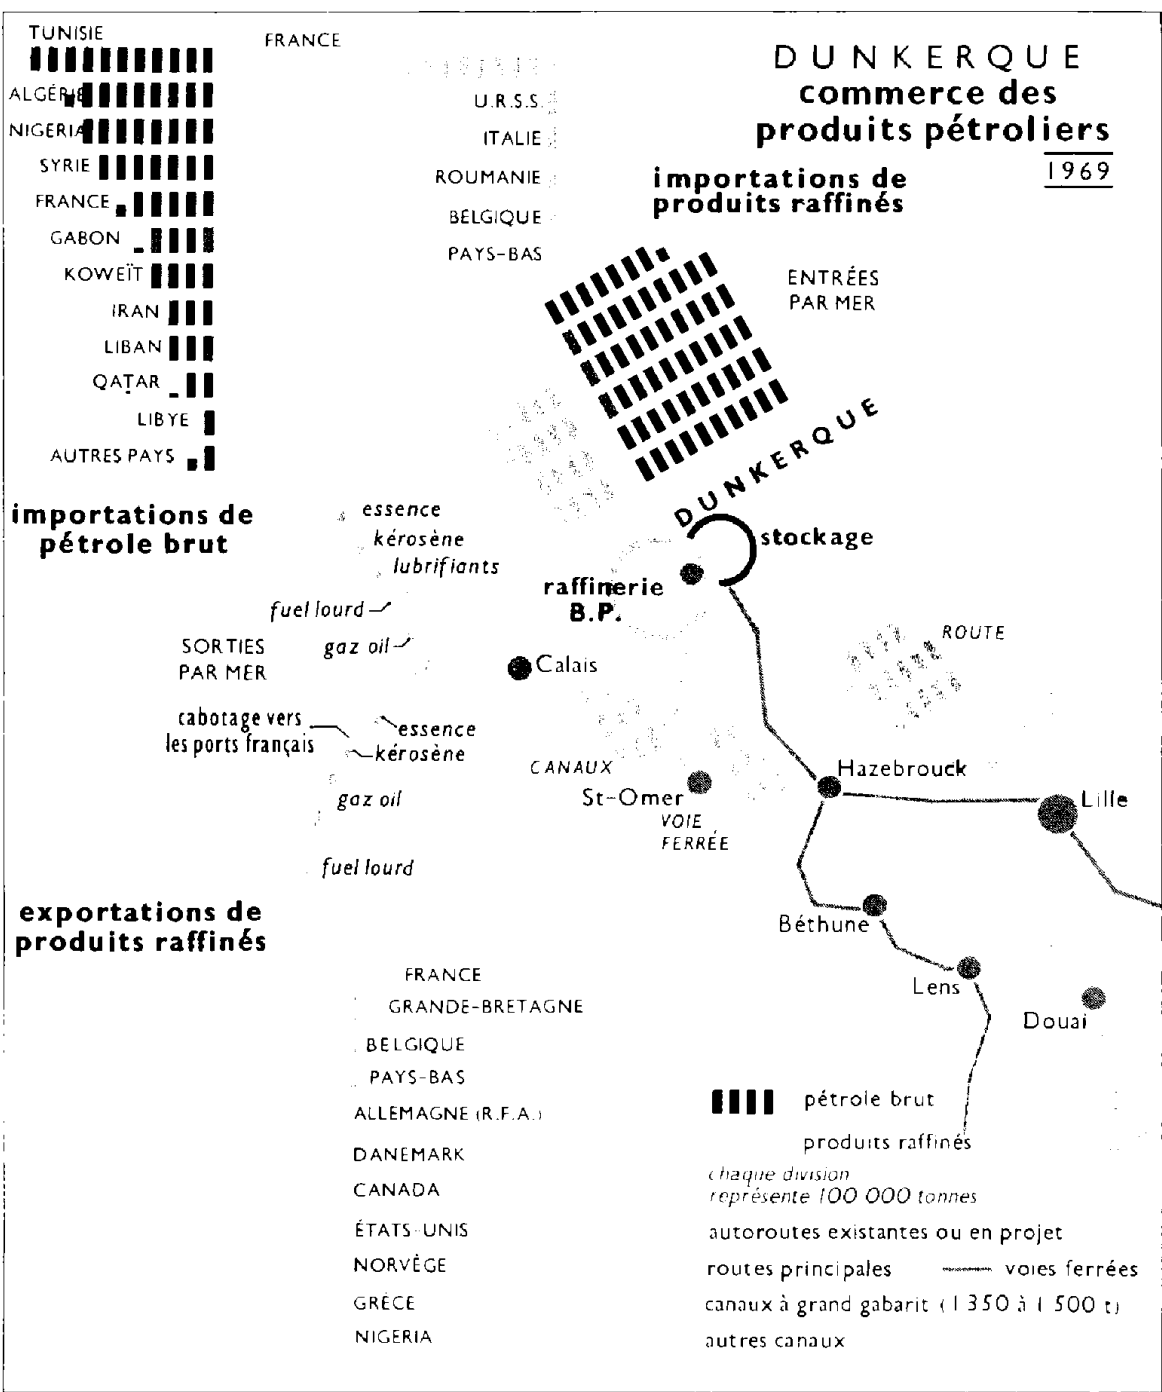 DUNKERQUE
commerce des
produits pétroliers
1969
TUNISIE
ALGÉRIE
NIGERIA
SYRIE
FRANCE
GABON
KOWEÏT
IRAN
LIBAN
QATAR
LIBYE
AUTRES PAYS
importations de
pétrole brut
FRANCE
U.R.S.S.
ITALIE
ROUMANIE
BELGIQUE
PAYS-BAS
importations de
produits raffinés
ENTRÉES
PAR MER
DUNKERQUE
stockage
raffinerie
B.P.
essence
kérosène
lubrifiants
fuel lourd
gaz oil
SORTIES
PAR MER
Calais
ROUTE
cabotage vers
les ports français
essence
kérosène
gaz oil
fuel lourd
CANAUX
St-Omer
VOIE
FERRÉE
Hazebrouck
Lille
Béthune
Lens
Douai
exportations de
produits raffinés
FRANCE
GRANDE-BRETAGNE
BELGIQUE
PAYS-BAS
ALLEMAGNE (R.F.A.)
DANEMARK
CANADA
ÉTATS-UNIS
NORVÈGE
GRÈCE
NIGERIA
pétrole brut
produits raffinés
chaque division
représente 100 000 tonnes
autoroutes existantes ou en projet
routes principales voies ferrées
canaux à grand gabarit (1 350 à 1 500 t)
autres canaux